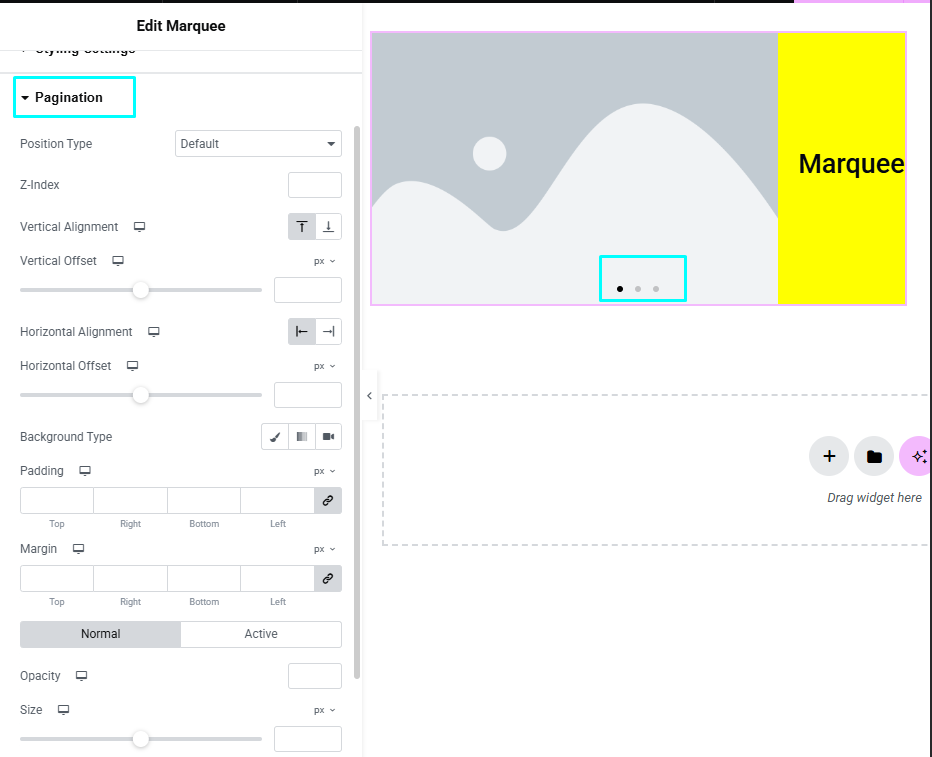 Edit Marquee
Styling Settings
Pagination
Position Type
Default
Z-Index
Vertical Alignment
Vertical Offset
px
Horizontal Alignment
Horizontal Offset
px
Background Type
Padding
px
Top Right Bottom Left
Margin
px
Top Right Bottom Left
Normal Active
Opacity
Size
px
Marquee
Drag widget here